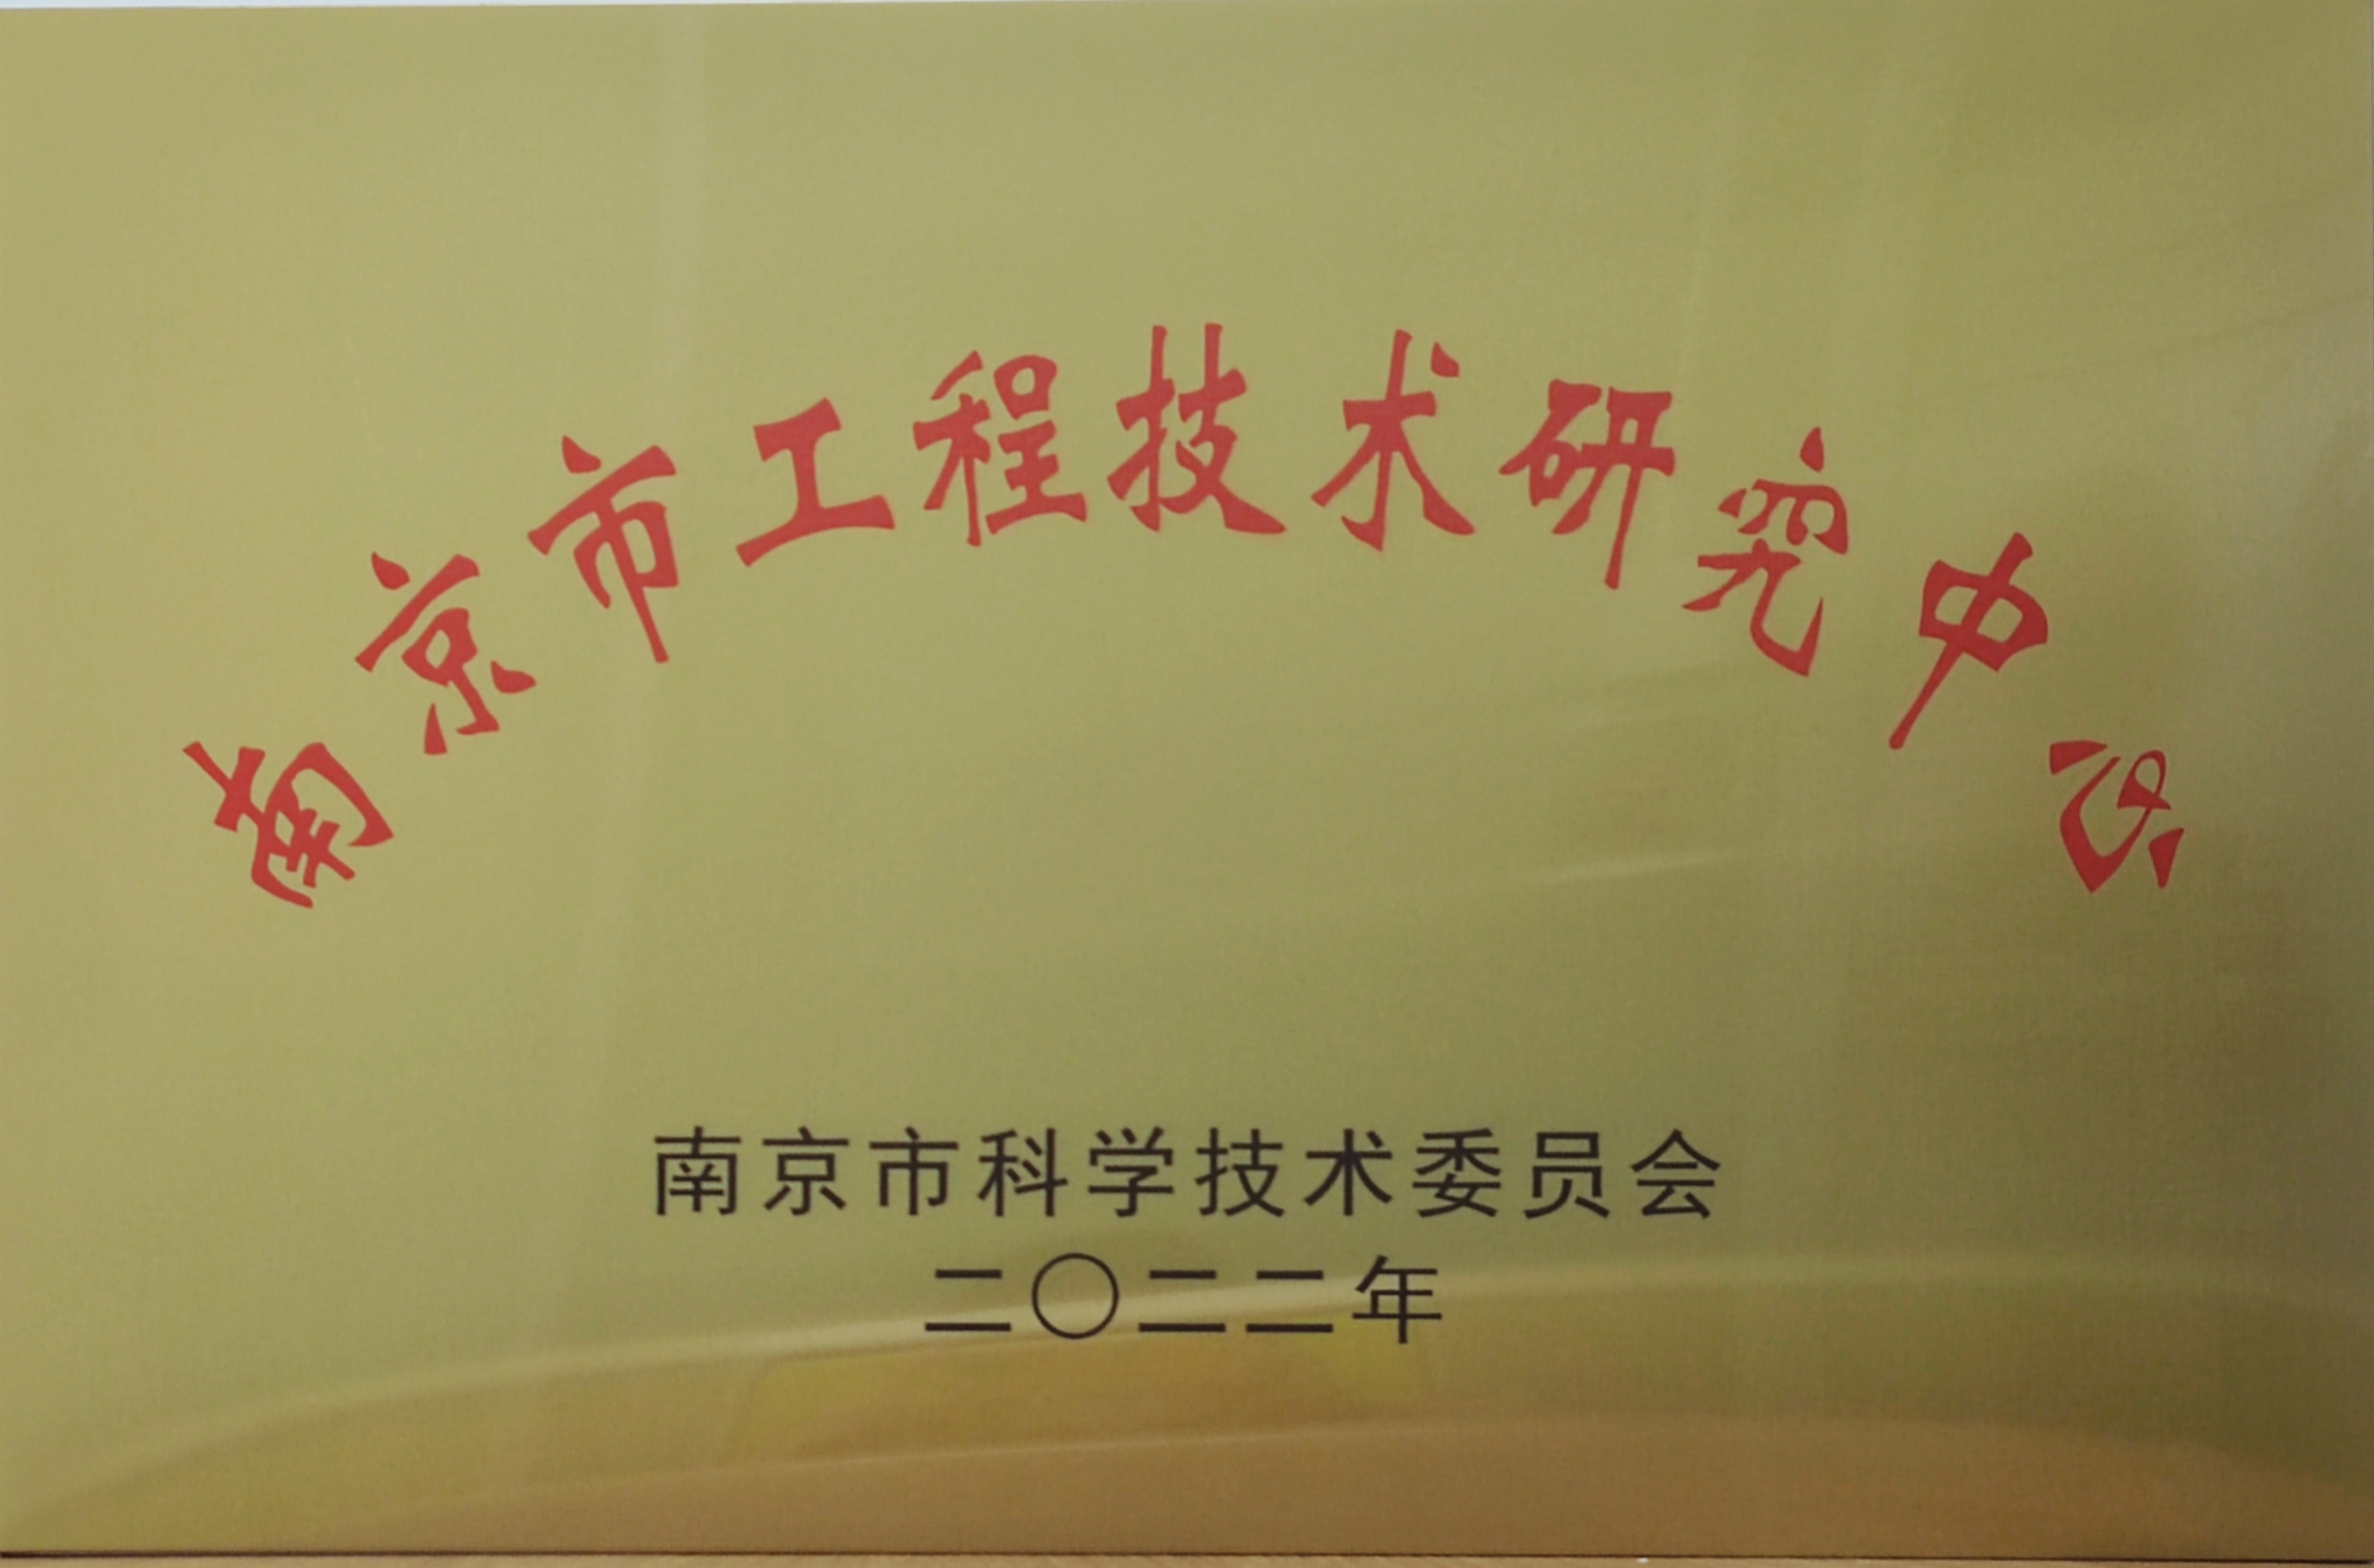 南京市工程技术研究中心
南京市科学技术委员会
二〇二二年